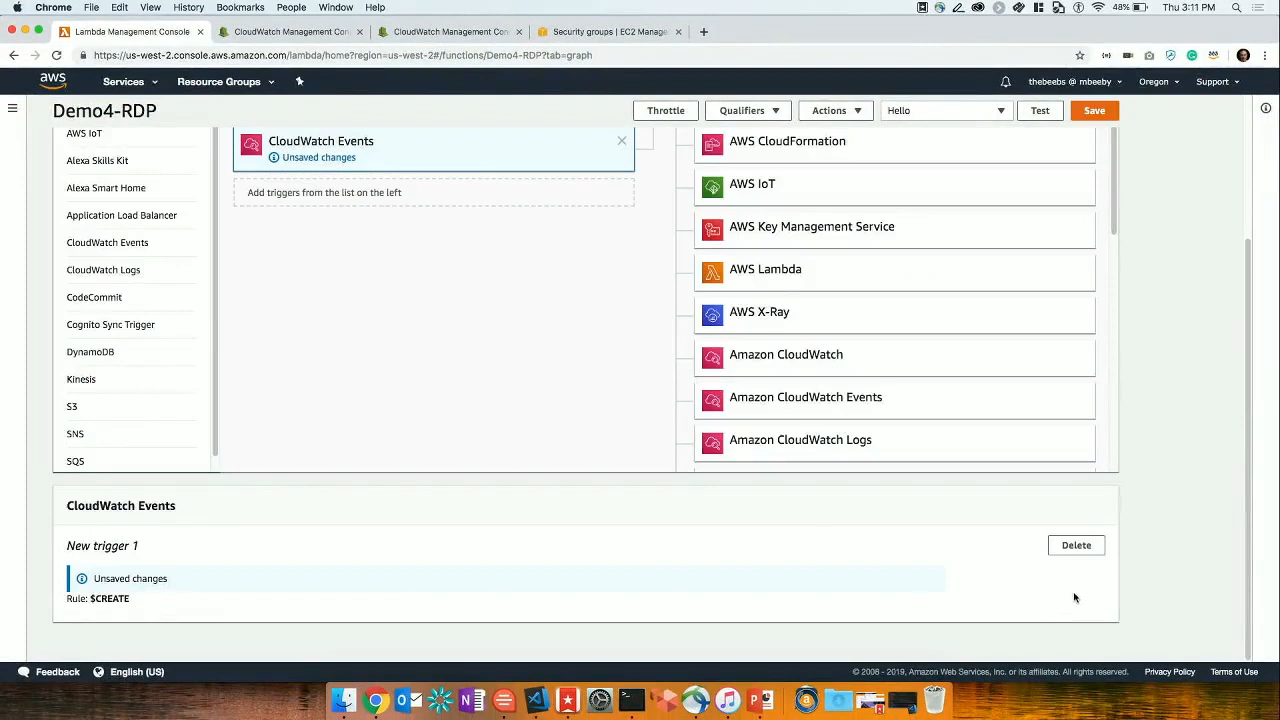 Chrome File Edit View History Bookmarks People Window Help
48% Thu 3:11 PM
Lambda Management Console
CloudWatch Management Con
CloudWatch Management Con
Security groups | EC2 Manage
https://us-west-2.console.aws.amazon.com/lambda/home?region=us-west-2#/functions/Demo4-RDP?tab=graph
aws Services Resource Groups thebeebs @ mbeeby Oregon Support
Demo4-RDP
Throttle Qualifiers Actions Hello Test Save
AWS IoT
Alexa Skills Kit
Alexa Smart Home
Application Load Balancer
CloudWatch Events
CloudWatch Logs
CodeCommit
Cognito Sync Trigger
DynamoDB
Kinesis
S3
SNS
SQS
CloudWatch Events
Unsaved changes
Add triggers from the list on the left
AWS CloudFormation
AWS IoT
AWS Key Management Service
AWS Lambda
AWS X-Ray
Amazon CloudWatch
Amazon CloudWatch Events
Amazon CloudWatch Logs
CloudWatch Events
New trigger 1
Delete
Unsaved changes
Rule: $CREATE
Feedback English (US) © 2008 - 2019, Amazon Web Services, Inc. or its affiliates. All rights reserved. Privacy Policy Terms of Use